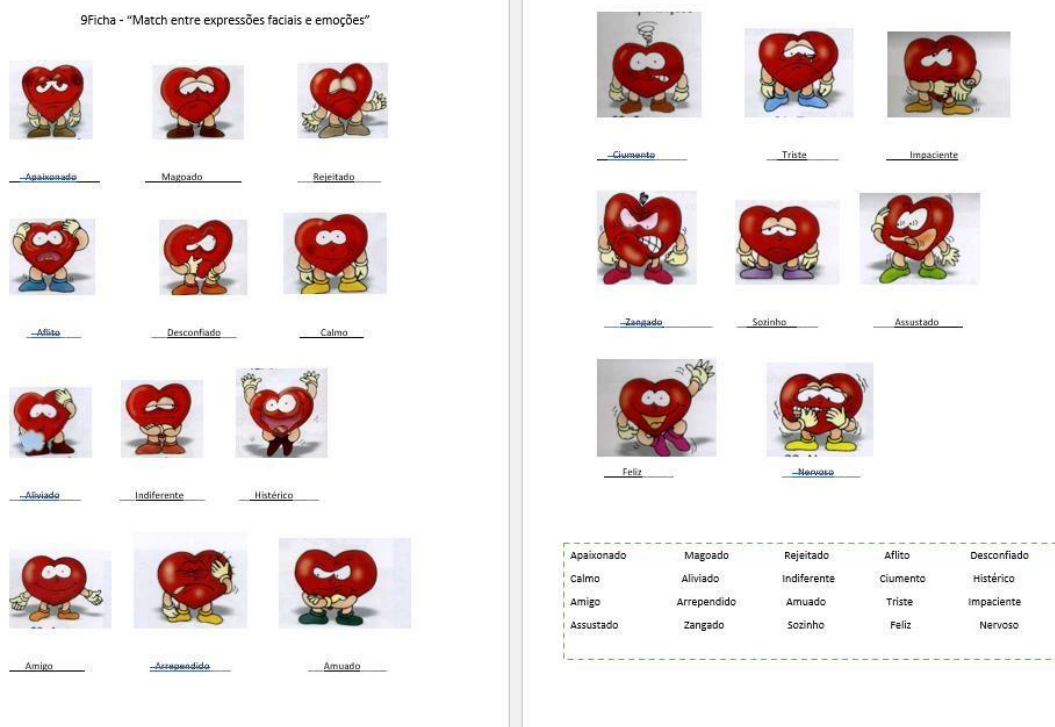 9Ficha - “Match entre expressões faciais e emoções”
Apaixonado Magoado Rejeitado
Aflito Desconfiado Calmo
Aliviado Indiferente Histérico
Amigo Arrependido Amuado
Ciumento Triste Impaciente
Zangado Sozinho Assustado
Feliz Nervoso
Apaixonado Magoado Rejeitado Aflito Desconfiado
Calmo Aliviado Indiferente Ciumento Histérico
Amigo Arrependido Amuado Triste Impaciente
Assustado Zangado Sozinho Feliz Nervoso